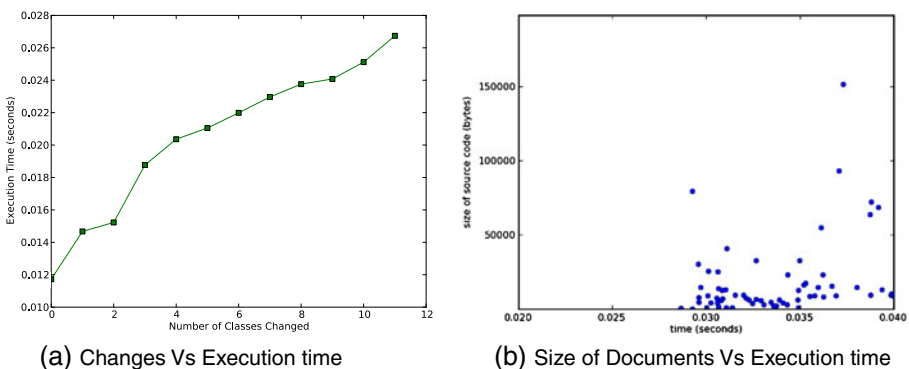 0.028
0.026
0.024
0.022
0.020
0.018
0.016
0.014
0.012
0.010
Execution Time (seconds)
0 2 4 6 8 10 12
Number of Classes Changed
(a) Changes Vs Execution time
150000
100000
50000
size of source code (bytes)
0.020 0.025 0.030 0.035 0.040
time (seconds)
(b) Size of Documents Vs Execution time